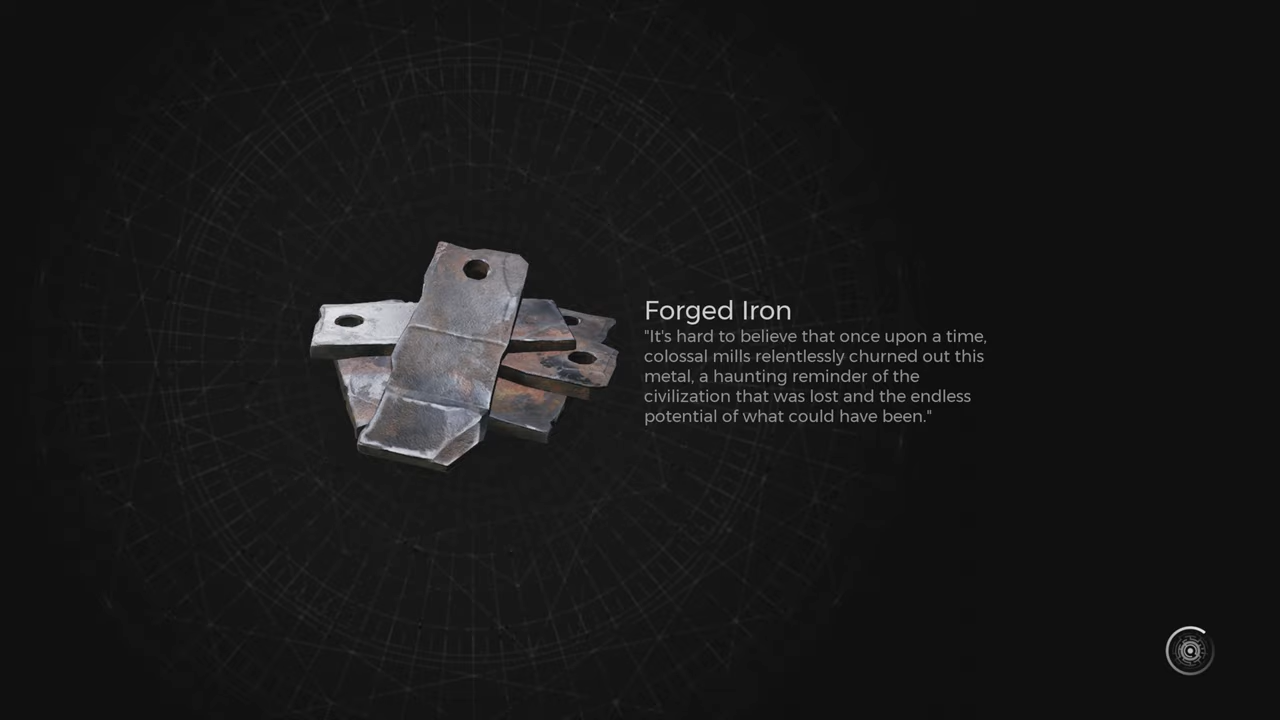 Forged Iron
"It's hard to believe that once upon a time,
colossal mills relentlessly churned out this
metal, a haunting reminder of the
civilization that was lost and the endless
potential of what could have been."